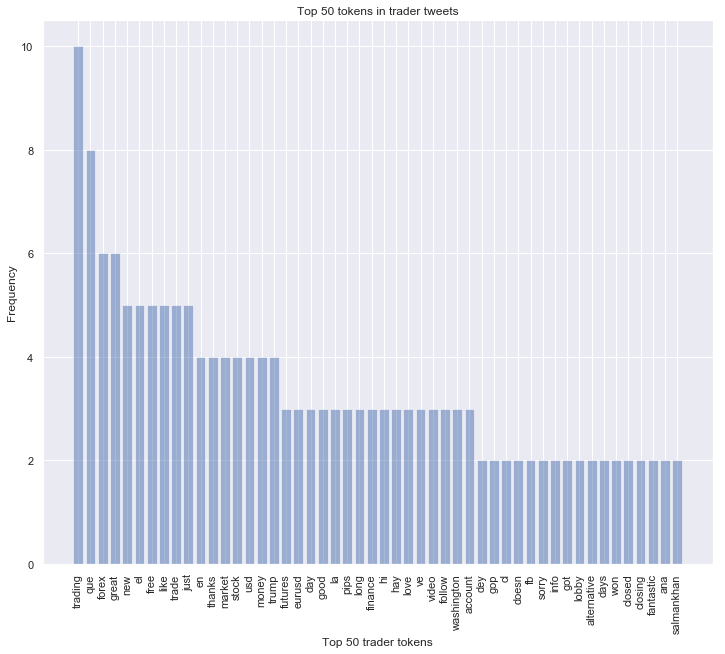 Top 50 tokens in trader tweets
Frequency
10
8
6
4
2
0
trading
que
forex
great
new
el
free
like
trade
just
en
thanks
market
stock
usd
money
trump
futures
eurusd
day
good
la
pips
long
finance
hi
hay
love
ve
video
follow
washington
account
dey
gop
doesn
fb
sorry
info
got
lobby
alternative
days
won
closed
closing
fantastic
ana
salmankhan
Top 50 trader tokens